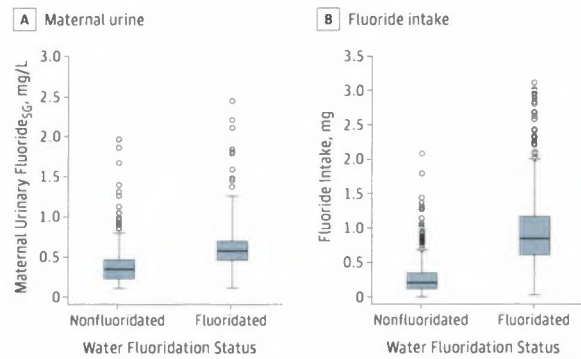 A Maternal urine
Maternal Urinary FluorideSG, mg/L
3.0
2.5
2.0
1.5
1.0
0.5
0
Nonfluoridated Fluoridated
Water Fluoridation Status
B Fluoride intake
Fluoride Intake, mg
3.5
3.0
2.5
2.0
1.5
1.0
0.5
0
Nonfluoridated Fluoridated
Water Fluoridation Status